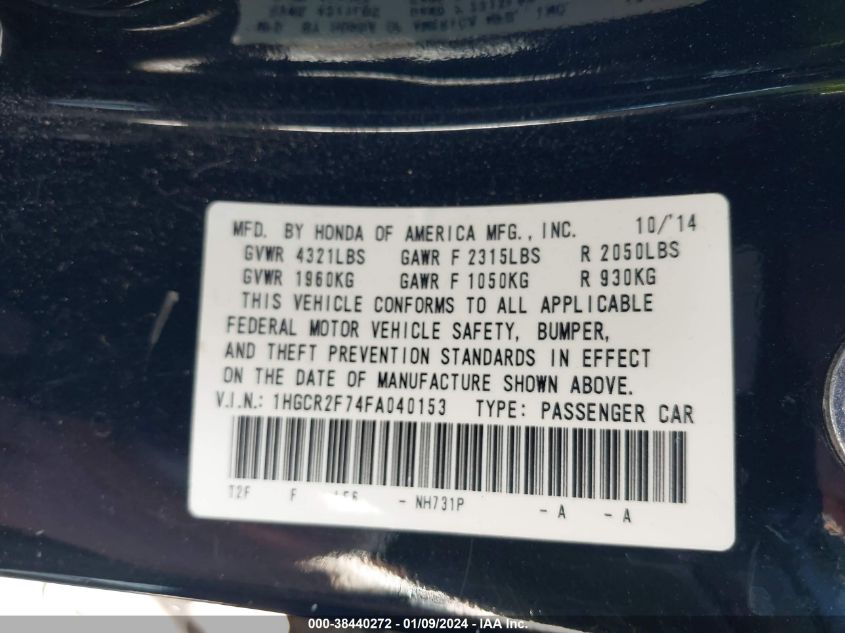 MFD. BY HONDA OF AMERICA MFG., INC. 10/'14
GVWR 4321LBS GAWR F 2315LBS R 2050LBS
GVWR 1960KG GAWR F 1050KG R 930KG
THIS VEHICLE CONFORMS TO ALL APPLICABLE
FEDERAL MOTOR VEHICLE SAFETY, BUMPER,
AND THEFT PREVENTION STANDARDS IN EFFECT
ON THE DATE OF MANUFACTURE SHOWN ABOVE.
V.I.N.: 1HGCR2F74FA040153 TYPE: PASSENGER CAR
T2F F - NH731P - A - A
000-38440272 - 01/09/2024 - IAA Inc.